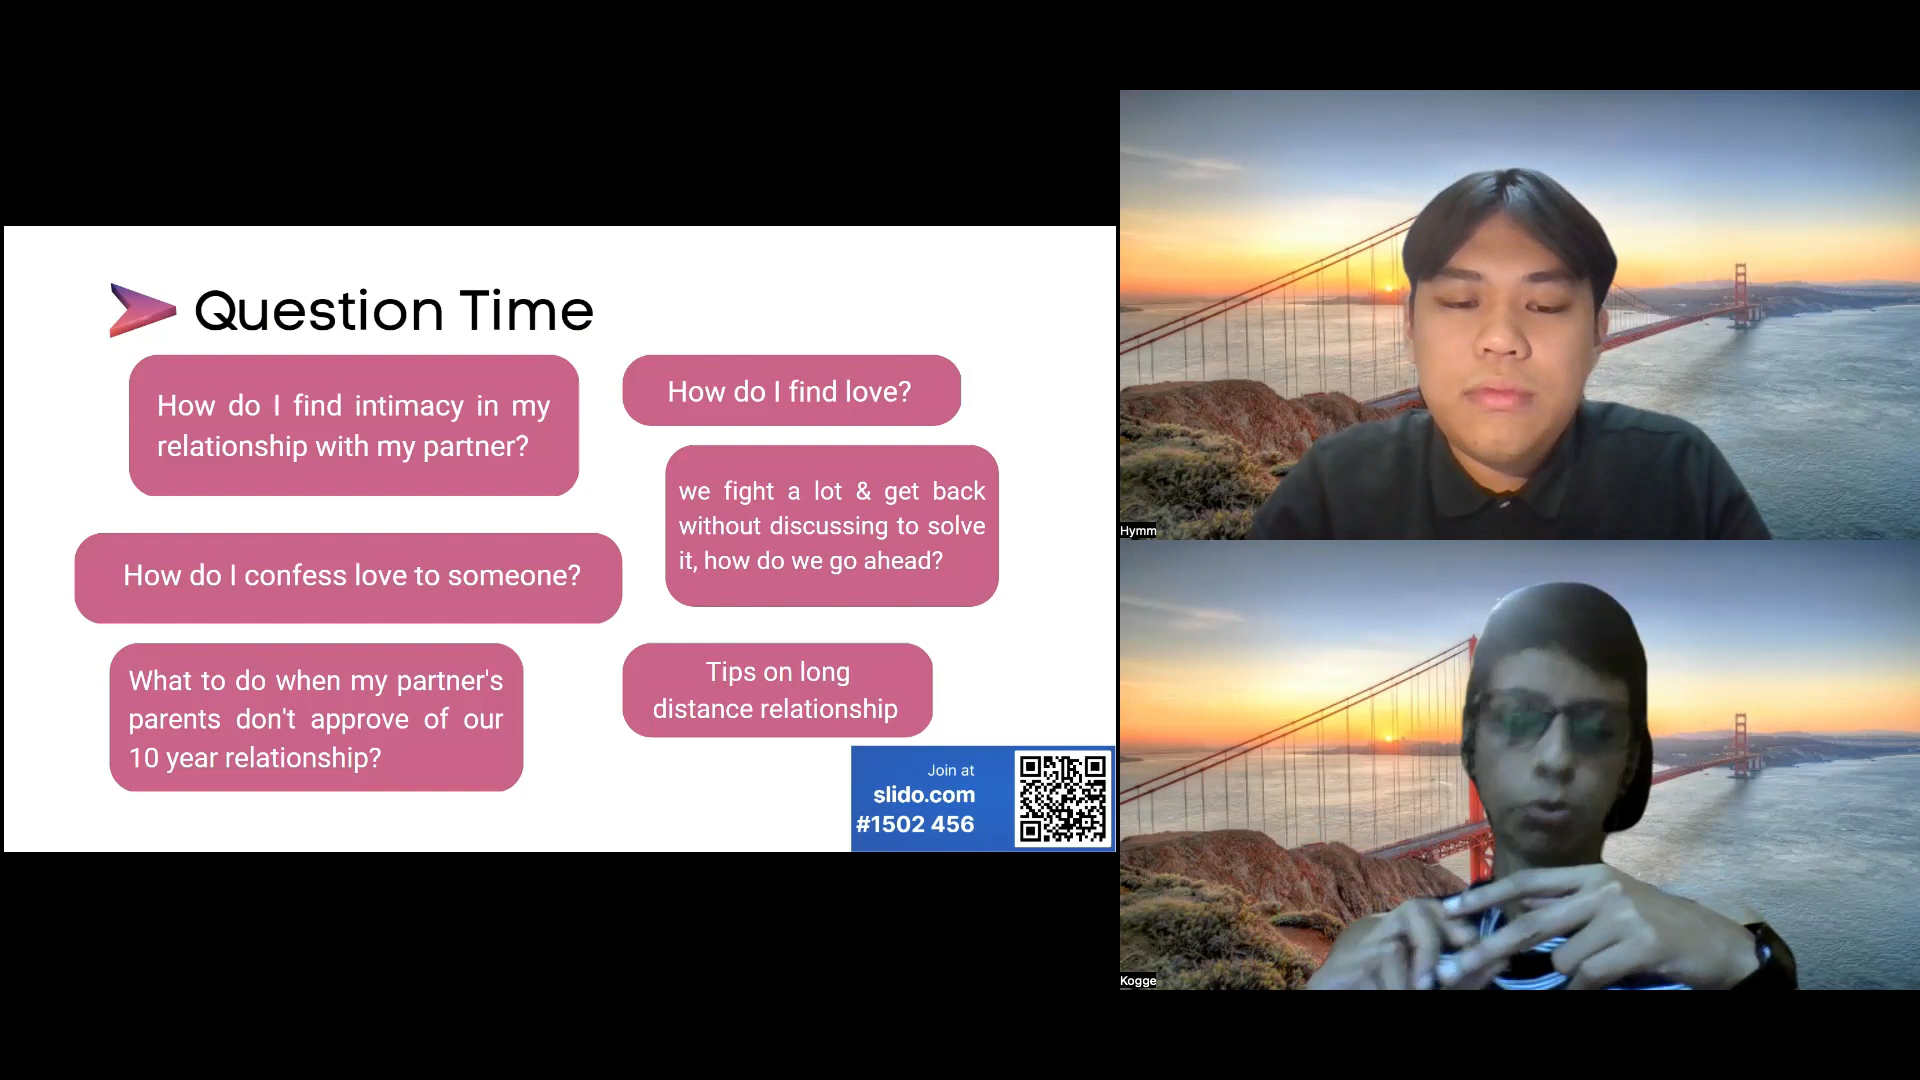 Question Time
How do I find intimacy in my
relationship with my partner?
How do I find love?
we fight a lot & get back
without discussing to solve
it, how do we go ahead?
How do I confess love to someone?
What to do when my partner's
parents don't approve of our
10 year relationship?
Tips on long
distance relationship
Join at
slido.com
#1502 456
Hymm
Kogge